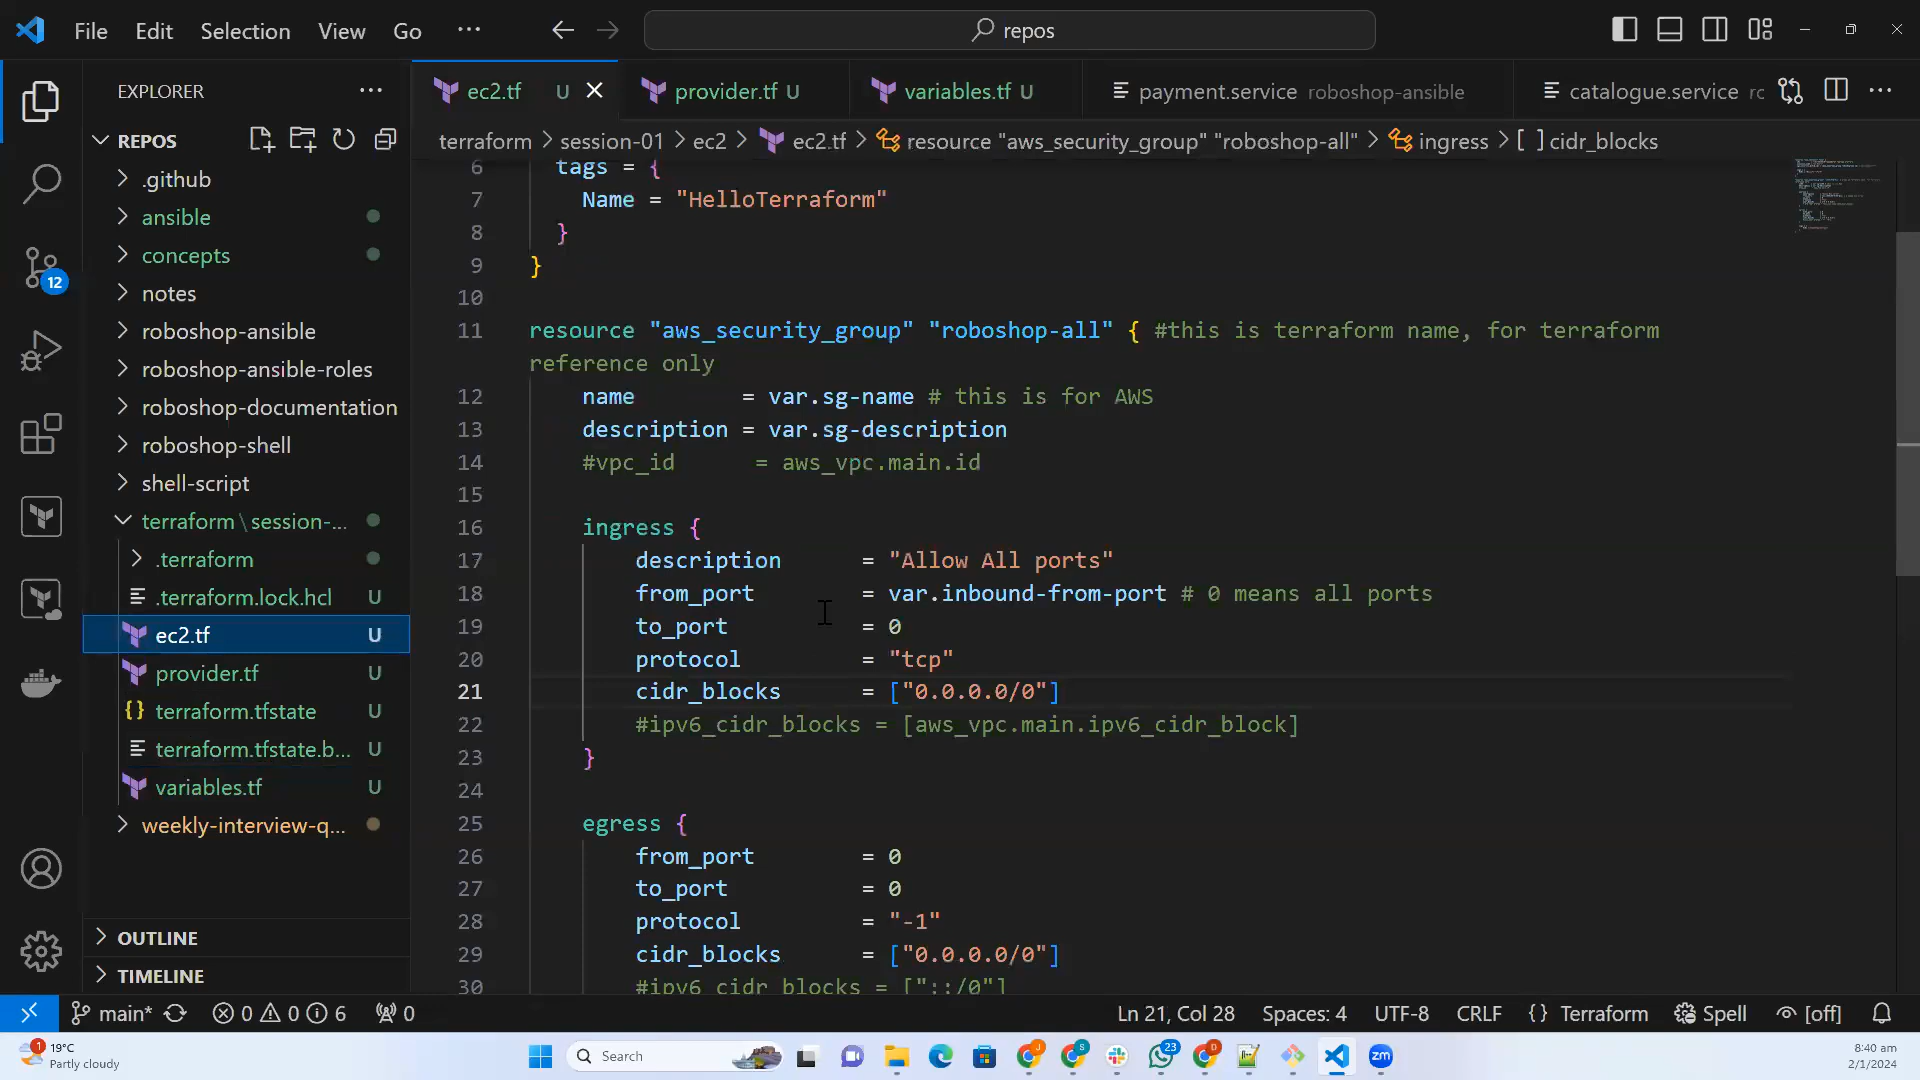 File Edit Selection View Go ··· repos
EXPLORER ···
REPOS
.github
ansible
concepts
notes
roboshop-ansible
roboshop-ansible-roles
roboshop-documentation
roboshop-shell
shell-script
terraform\session-...
.terraform
.terraform.lock.hcl U
ec2.tf U
provider.tf U
terraform.tfstate U
terraform.tfstate.b... U
variables.tf U
weekly-interview-q...
OUTLINE
TIMELINE
12
ec2.tf U provider.tf U variables.tf U payment.service roboshop-ansible catalogue.service rc
terraform > session-01 > ec2 > ec2.tf > resource "aws_security_group" "roboshop-all" > ingress > [ ] cidr_blocks
6 tags = {
7 Name = "HelloTerraform"
8 }
9 }
10
11 resource "aws_security_group" "roboshop-all" { #this is terraform name, for terraform
reference only
12 name = var.sg-name # this is for AWS
13 description = var.sg-description
14 #vpc_id = aws_vpc.main.id
15
16 ingress {
17 description = "Allow All ports"
18 from_port = var.inbound-from-port # 0 means all ports
19 to_port = 0
20 protocol = "tcp"
21 cidr_blocks = ["0.0.0.0/0"]
22 #ipv6_cidr_blocks = [aws_vpc.main.ipv6_cidr_block]
23 }
24
25 egress {
26 from_port = 0
27 to_port = 0
28 protocol = "-1"
29 cidr_blocks = ["0.0.0.0/0"]
30 #ipv6_cidr_blocks = ["::/0"]
main* 0 0 6 0 Ln 21, Col 28 Spaces: 4 UTF-8 CRLF {} Terraform Spell [off]
1 19°C
Partly cloudy
Search
J S 23 D zm
8:40 am
2/1/2024